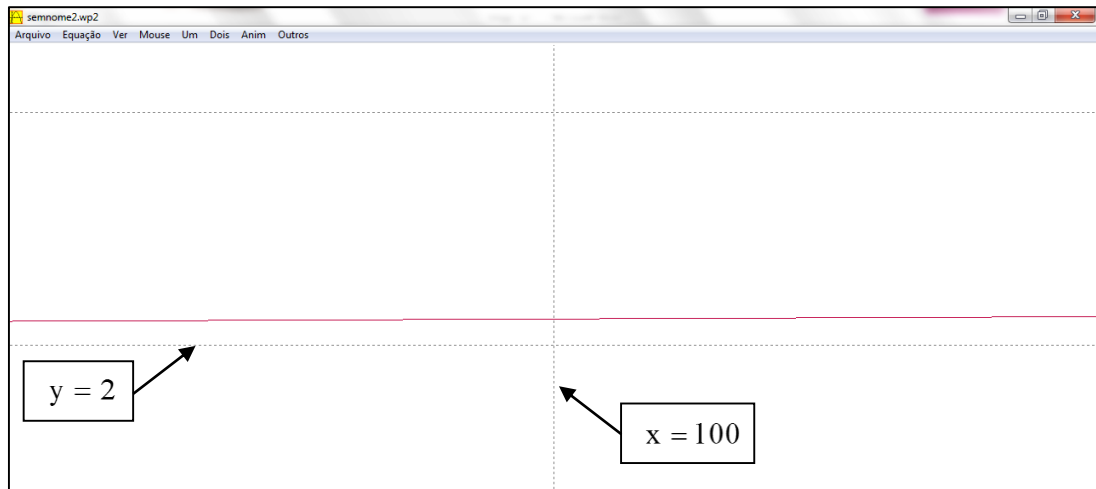 semnome2.wp2
Arquivo Equação Ver Mouse Um Dois Anim Outros
y = 2
x = 100